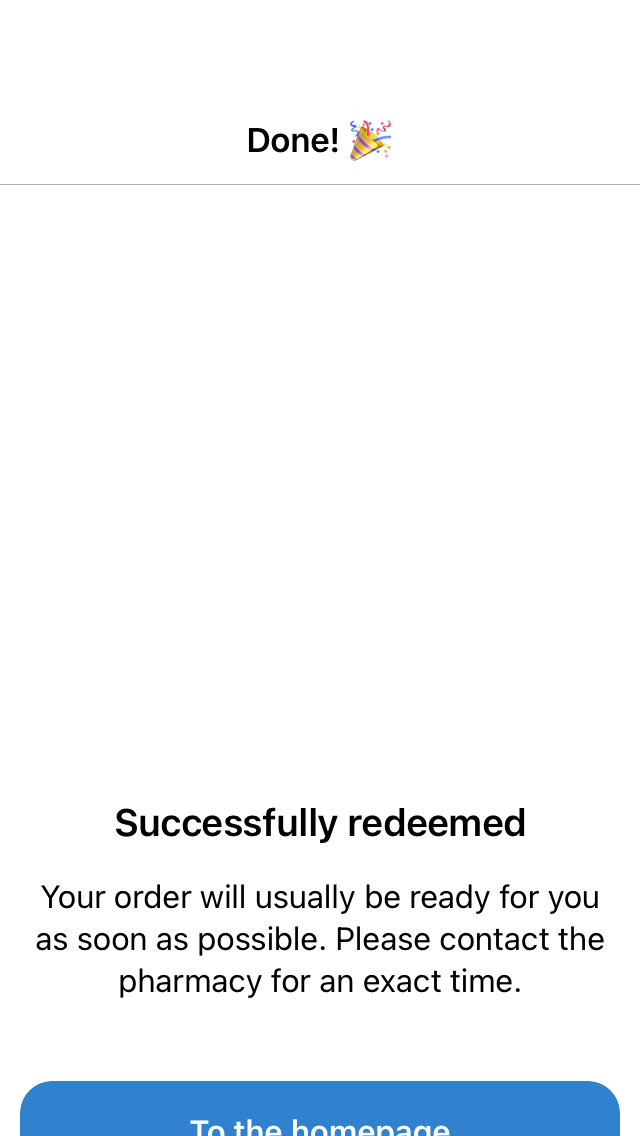 Done! 🎉
Successfully redeemed
Your order will usually be ready for you
as soon as possible. Please contact the
pharmacy for an exact time.
To the homepage